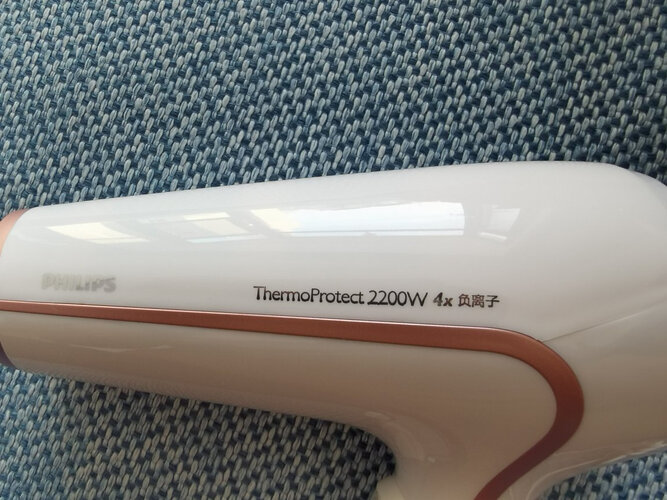 PHILIPS
ThermoProtect 2200W 4x 负离子